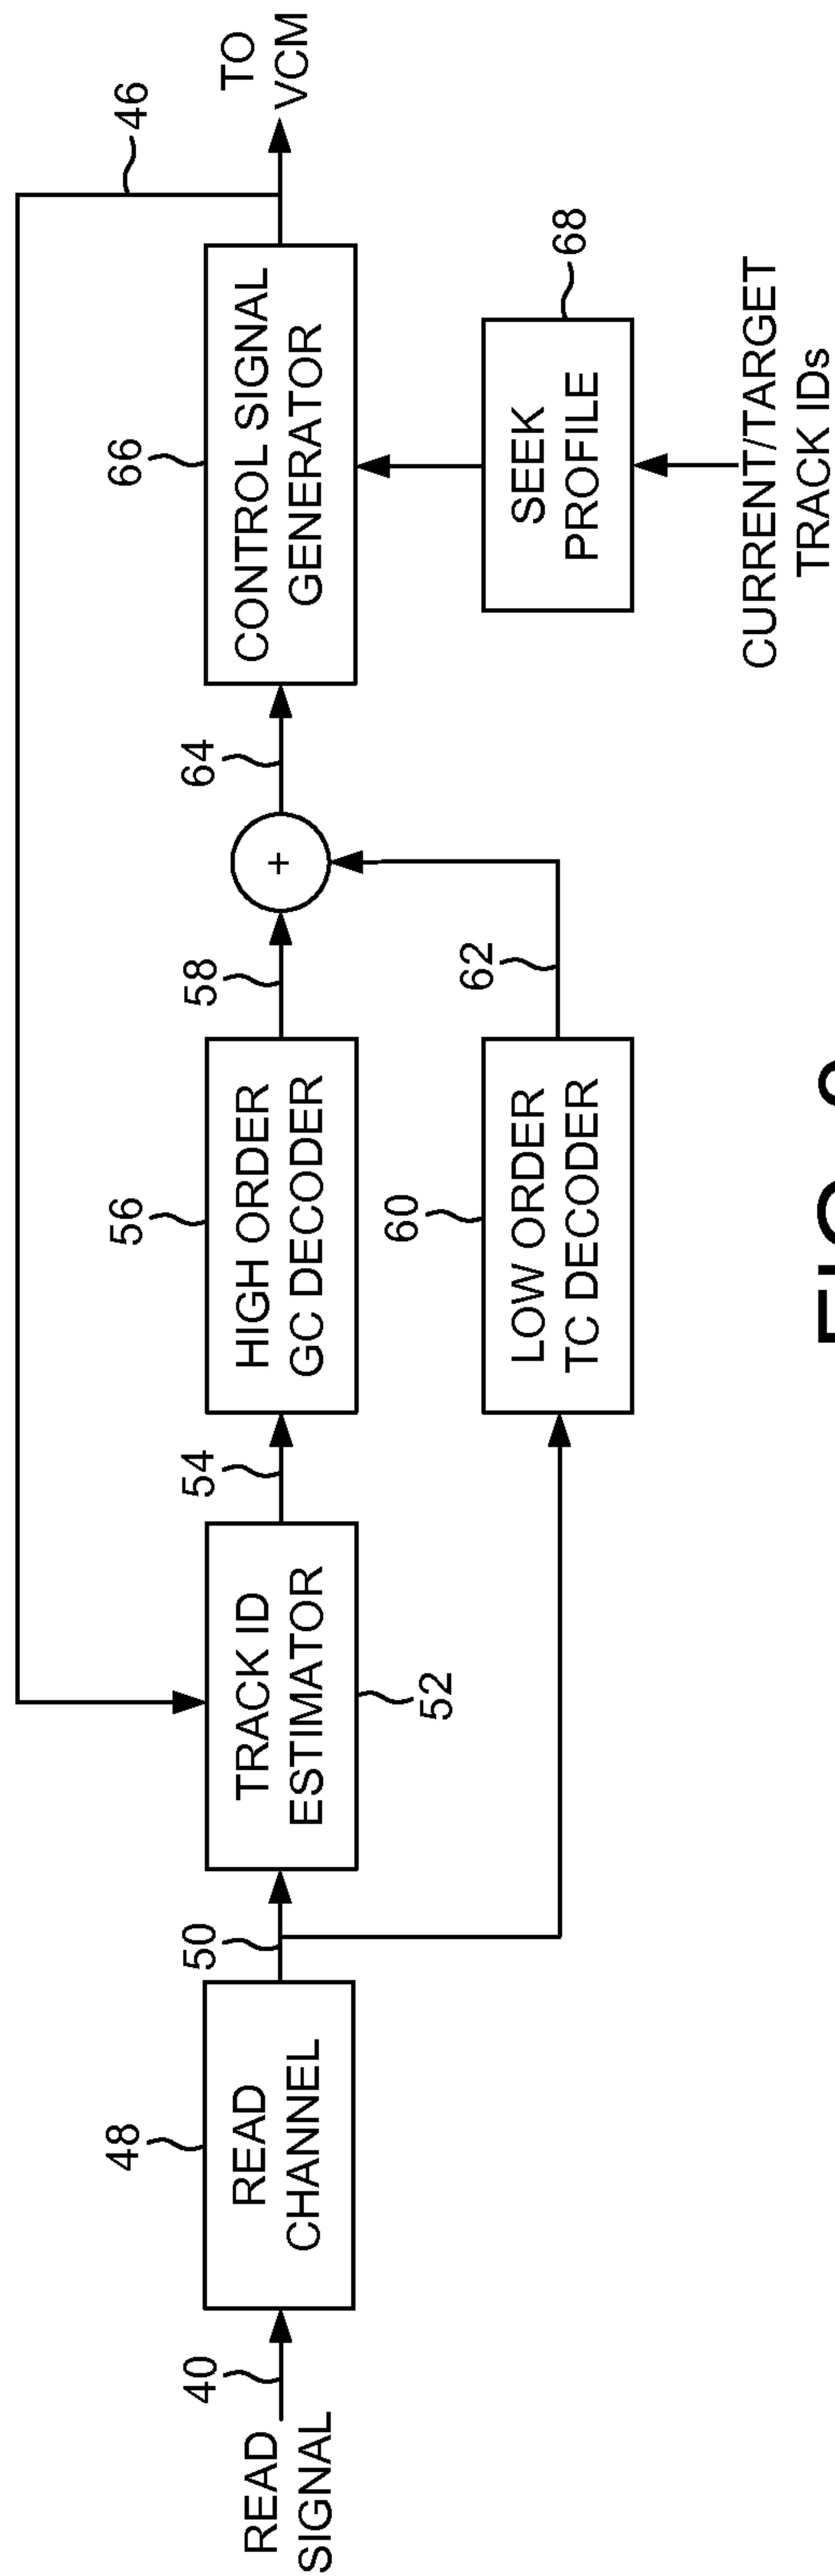 46
TO
VCM
READ
SIGNAL
40
48
READ
CHANNEL
50
TRACK ID
ESTIMATOR
52
54
56
HIGH ORDER
GC DECODER
58
+
64
66
CONTROL SIGNAL
GENERATOR
60
LOW ORDER
TC DECODER
62
SEEK
PROFILE
68
CURRENT/TARGET
TRACK IDs